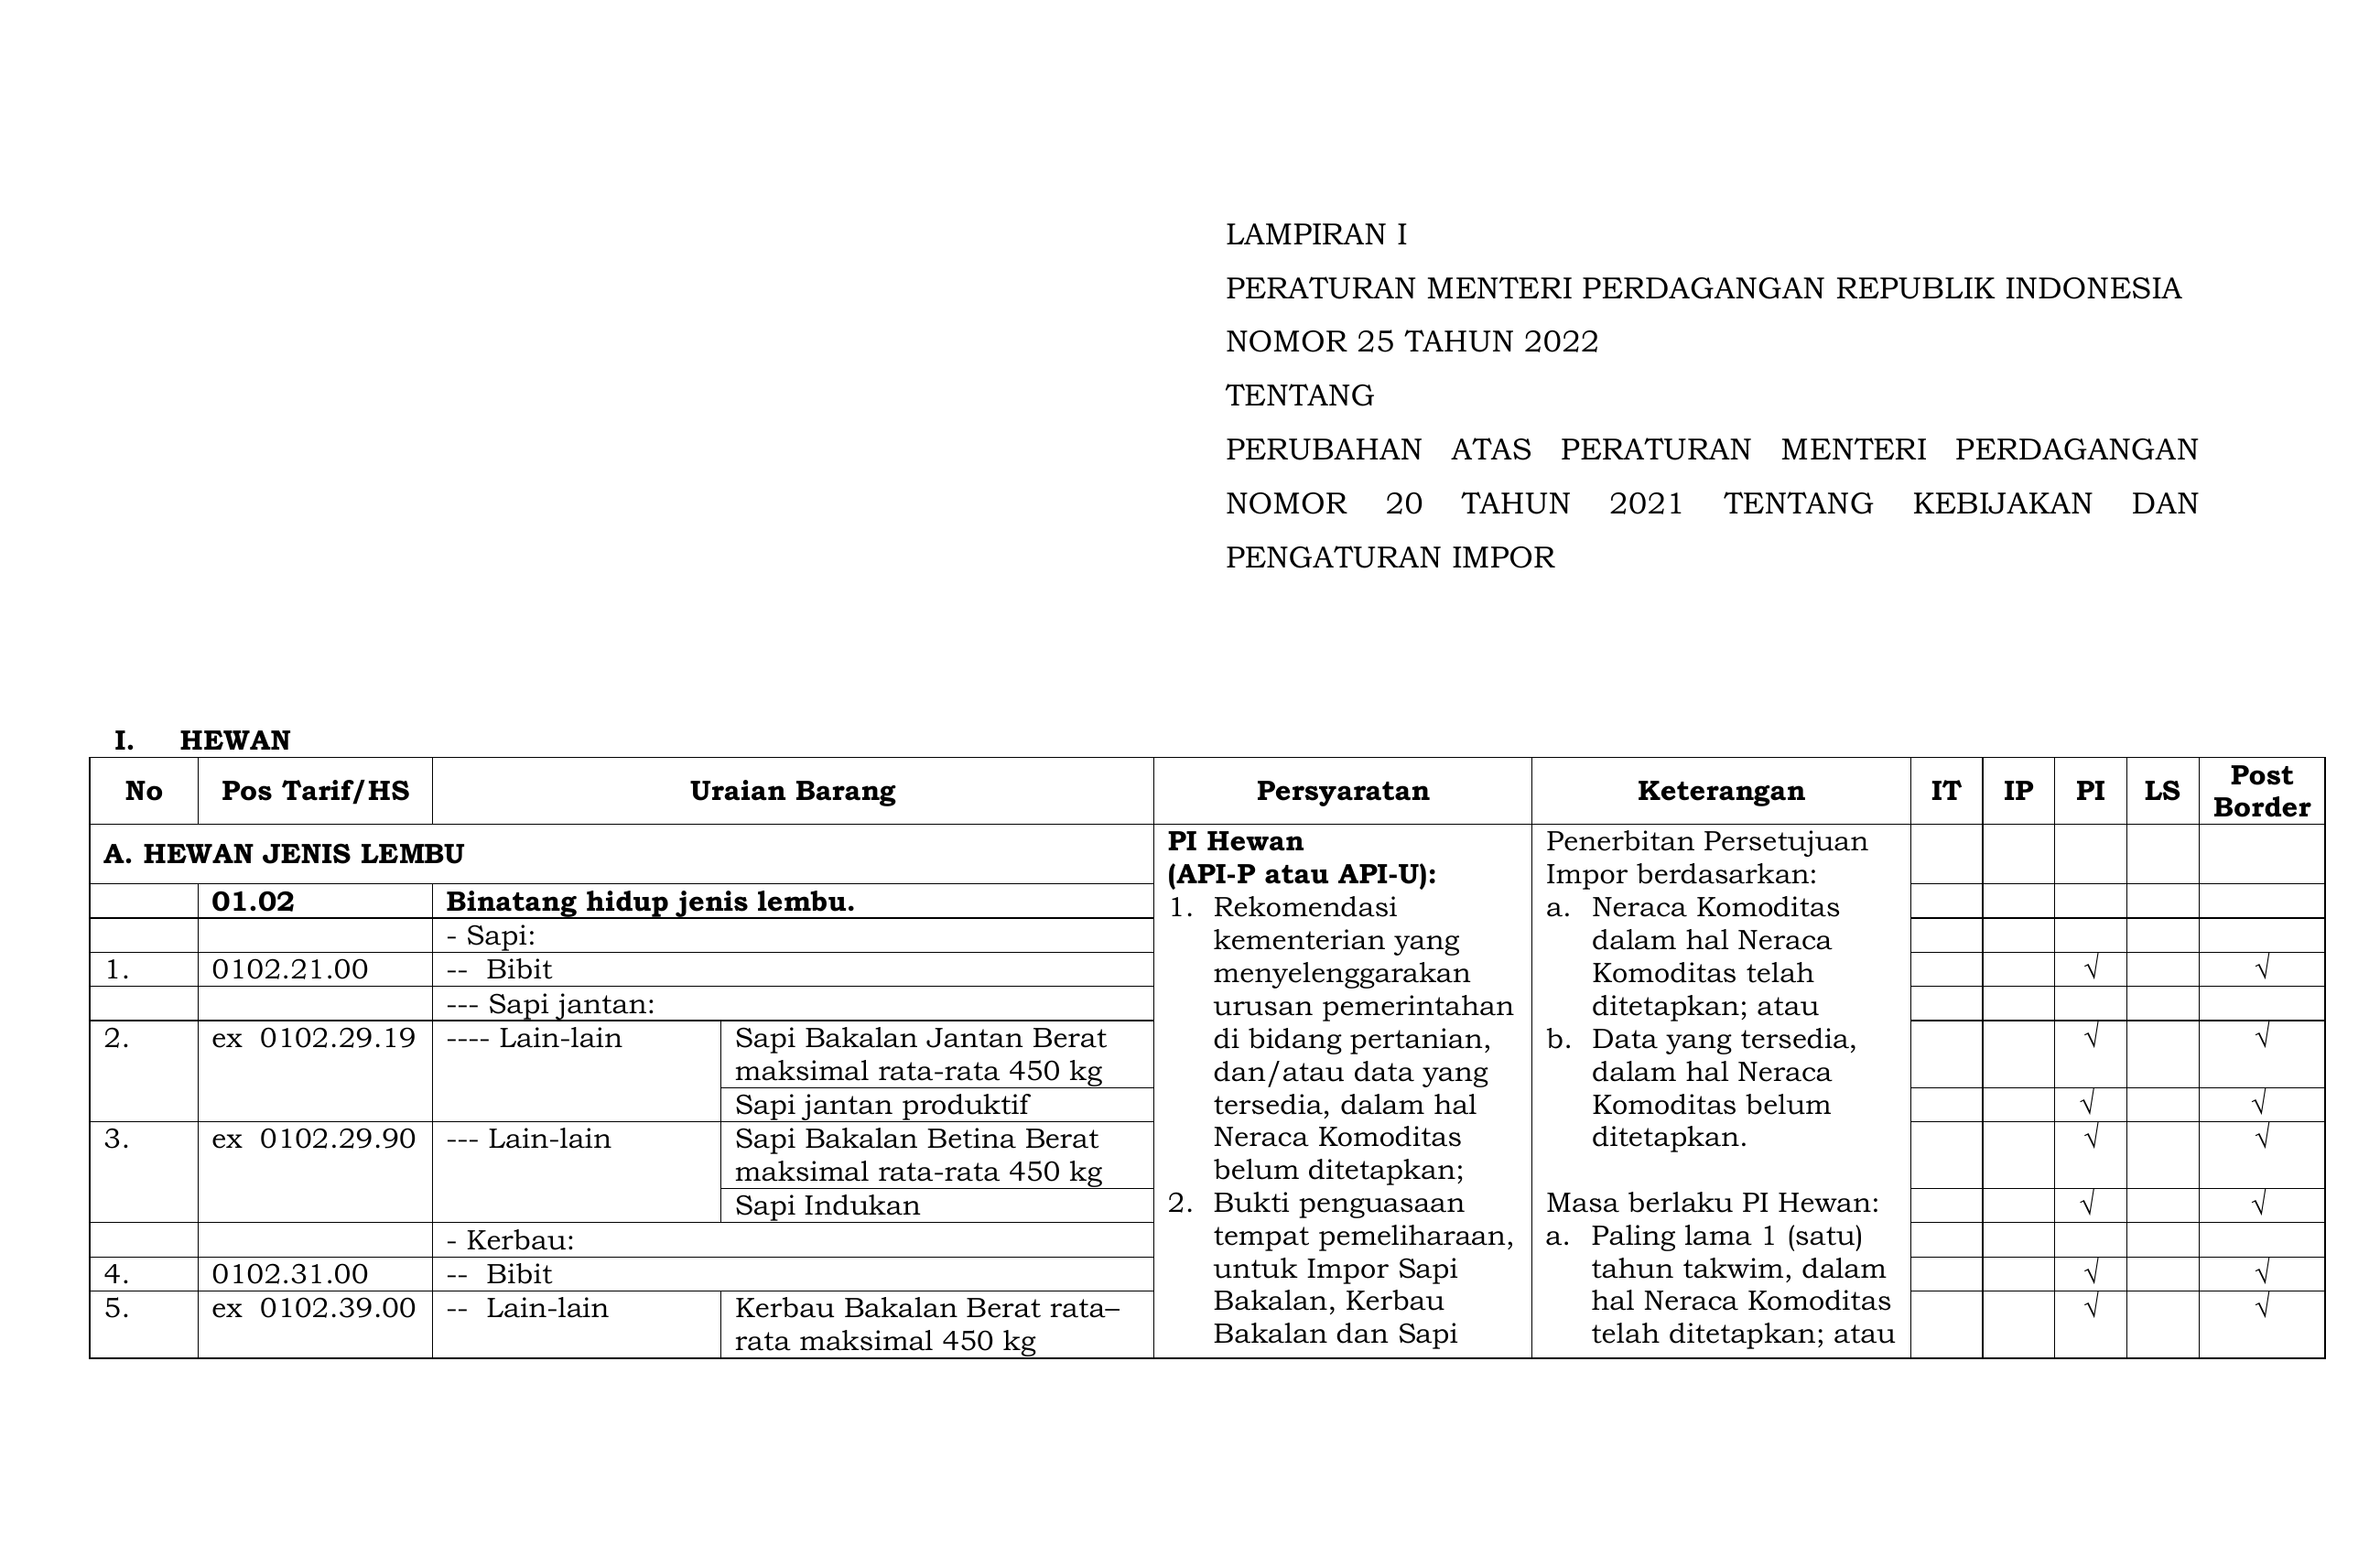 LAMPIRAN I
PERATURAN MENTERI PERDAGANGAN REPUBLIK INDONESIA
NOMOR 25 TAHUN 2022
TENTANG
PERUBAHAN ATAS PERATURAN MENTERI PERDAGANGAN
NOMOR 20 TAHUN 2021 TENTANG KEBIJAKAN DAN
PENGATURAN IMPOR
I. HEWAN
No Pos Tarif/HS Uraian Barang Persyaratan Keterangan IT IP PI LS Post Border
A. HEWAN JENIS LEMBU
01.02 Binatang hidup jenis lembu.
- Sapi:
1. 0102.21.00 -- Bibit √ √
--- Sapi jantan:
2. ex 0102.29.19 ---- Lain-lain Sapi Bakalan Jantan Berat √ √
maksimal rata-rata 450 kg
Sapi jantan produktif √ √
3. ex 0102.29.90 --- Lain-lain Sapi Bakalan Betina Berat √ √
maksimal rata-rata 450 kg
Sapi Indukan √ √
- Kerbau:
4. 0102.31.00 -- Bibit √ √
5. ex 0102.39.00 -- Lain-lain Kerbau Bakalan Berat rata– √ √
rata maksimal 450 kg
PI Hewan
(API-P atau API-U):
1. Rekomendasi
kementerian yang
menyelenggarakan
urusan pemerintahan
di bidang pertanian,
dan/atau data yang
tersedia, dalam hal
Neraca Komoditas
belum ditetapkan;
2. Bukti penguasaan
tempat pemeliharaan,
untuk Impor Sapi
Bakalan, Kerbau
Bakalan dan Sapi
Penerbitan Persetujuan
Impor berdasarkan:
a. Neraca Komoditas
dalam hal Neraca
Komoditas telah
ditetapkan; atau
b. Data yang tersedia,
dalam hal Neraca
Komoditas belum
ditetapkan.
Masa berlaku PI Hewan:
a. Paling lama 1 (satu)
tahun takwim, dalam
hal Neraca Komoditas
telah ditetapkan; atau